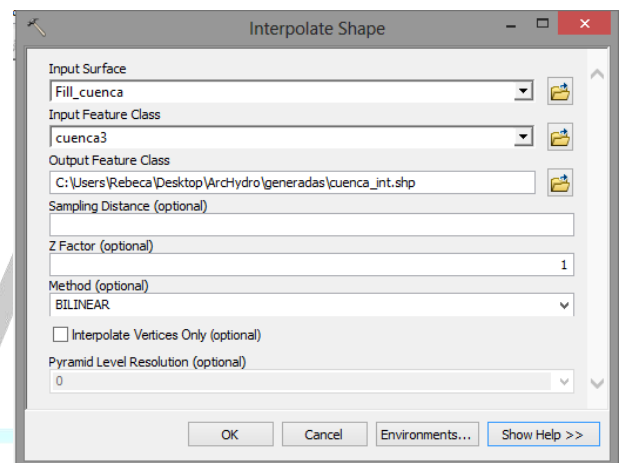 Interpolate Shape
Input Surface
Fill_cuenca
Input Feature Class
cuenca3
Output Feature Class
C:\Users\Rebeca\Desktop\ArcHydro\generadas\cuenca_int.shp
Sampling Distance (optional)
Z Factor (optional)
1
Method (optional)
BILINEAR
Interpolate Vertices Only (optional)
Pyramid Level Resolution (optional)
0
OK Cancel Environments... Show Help >>